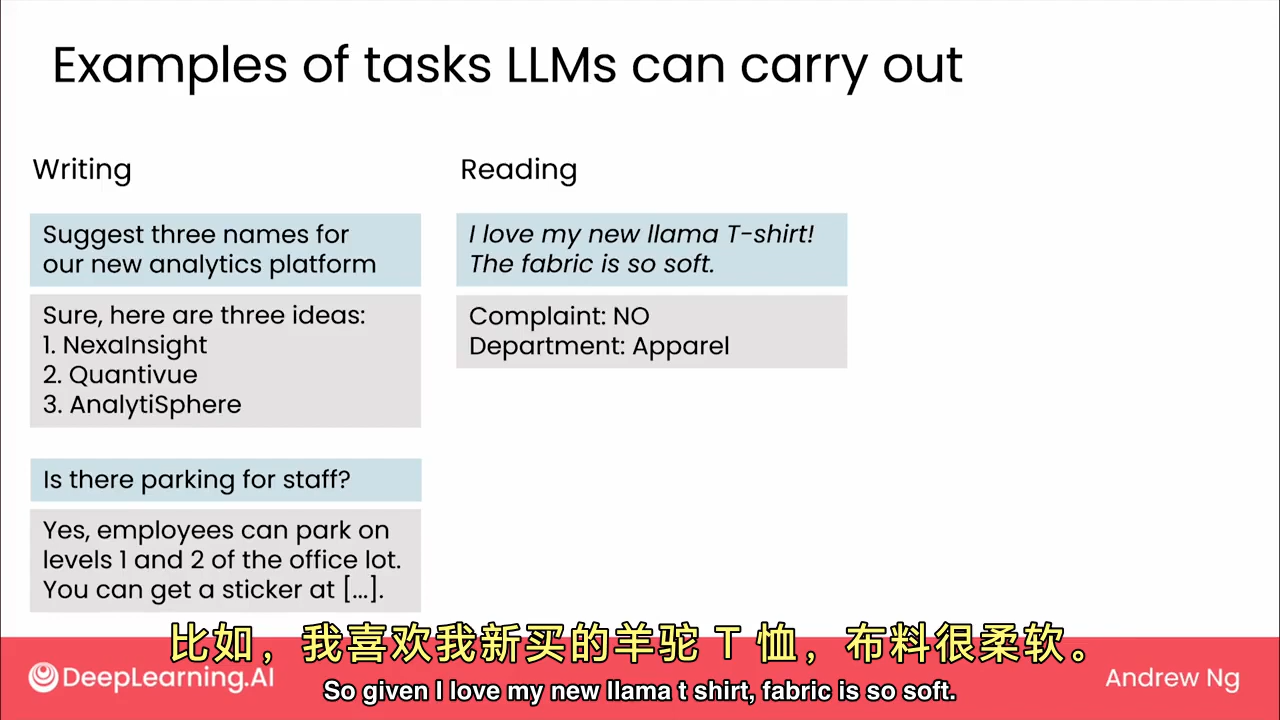 Examples of tasks LLMs can carry out
Writing
Suggest three names for
our new analytics platform
Sure, here are three ideas:
1. NexaInsight
2. Quantivue
3. AnalytiSphere
Is there parking for staff?
Yes, employees can park on
levels 1 and 2 of the office lot.
You can get a sticker at [...].
Reading
I love my new llama T-shirt!
The fabric is so soft.
Complaint: NO
Department: Apparel
比如，我喜欢我新买的羊驼 T 恤，布料很柔软。
So given I love my new llama t shirt, fabric is so soft.
DeepLearning.AI
Andrew Ng